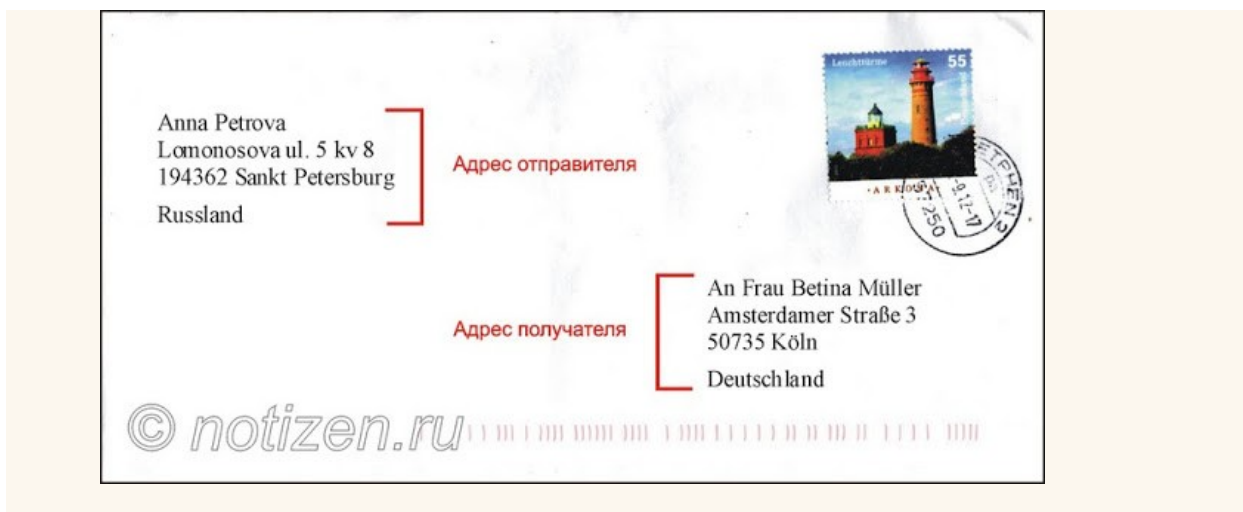 Leuchttürme 55
Anna Petrova
Lomonosova ul. 5 kv 8
194362 Sankt Petersburg
Russland
Адрес отправителя
·ARKONA·
An Frau Betina Müller
Amsterdamer Straße 3
50735 Köln
Deutschland
Адрес получателя
© notizen.ru